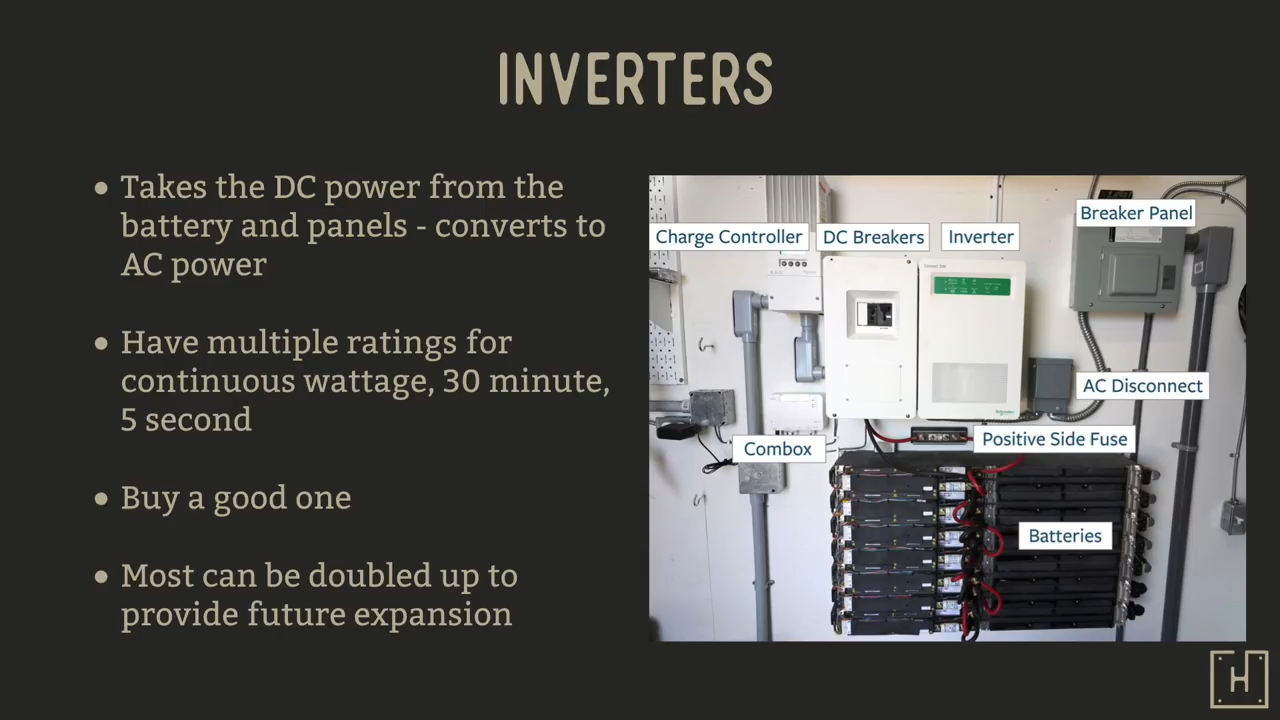 INVERTERS
• Takes the DC power from the
battery and panels - converts to
AC power
• Have multiple ratings for
continuous wattage, 30 minute,
5 second
• Buy a good one
• Most can be doubled up to
provide future expansion
Breaker Panel
Charge Controller
DC Breakers
Inverter
AC Disconnect
Positive Side Fuse
Combox
Batteries
H